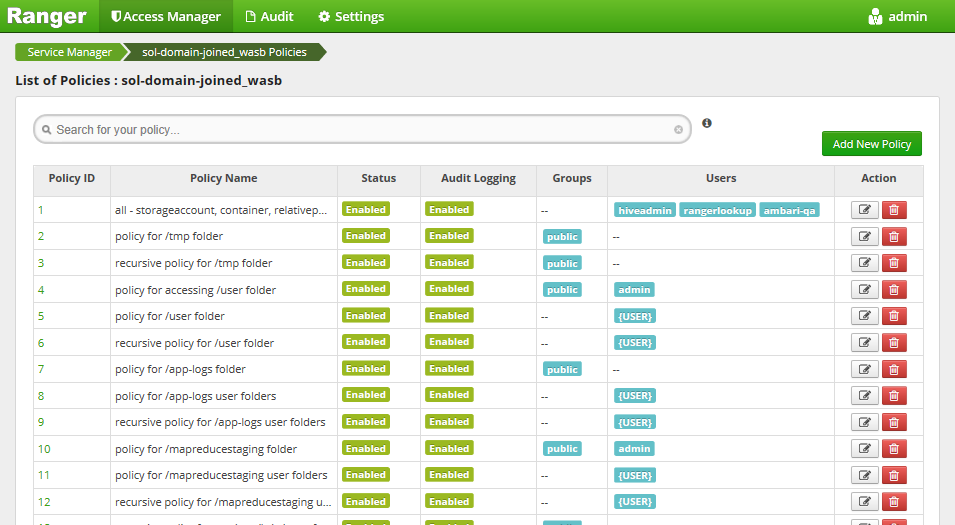 Ranger Access Manager Audit Settings admin
Service Manager sol-domain-joined_wasb Policies
List of Policies : sol-domain-joined_wasb
Search for your policy...
Add New Policy
Policy ID Policy Name Status Audit Logging Groups Users Action
1 all - storageaccount, container, relativep... Enabled Enabled -- hiveadmin rangerlookup ambari-qa
2 policy for /tmp folder Enabled Enabled public --
3 recursive policy for /tmp folder Enabled Enabled public --
4 policy for accessing /user folder Enabled Enabled public admin
5 policy for /user folder Enabled Enabled -- {USER}
6 recursive policy for /user folder Enabled Enabled -- {USER}
7 policy for /app-logs folder Enabled Enabled public --
8 policy for /app-logs user folders Enabled Enabled -- {USER}
9 recursive policy for /app-logs user folders Enabled Enabled -- {USER}
10 policy for /mapreducestaging folder Enabled Enabled public admin
11 policy for /mapreducestaging user folders Enabled Enabled -- {USER}
12 recursive policy for /mapreducestaging u... Enabled Enabled -- {USER}